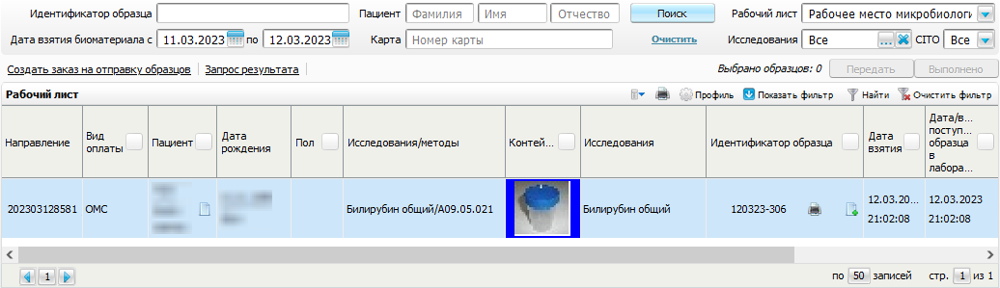 Идентификатор образца Пациент Фамилия Имя Отчество Поиск Рабочий лист Рабочее место микробиологи
Дата взятия биоматериала с 11.03.2023 по 12.03.2023 Карта Номер карты Очистить Исследования Все ... CITO Все
Создать заказ на отправку образцов Запрос результата Выбрано образцов: 0 Передать Выполнено
Рабочий лист Профиль Показать фильтр Найти Очистить фильтр
Направление Вид оплаты Пациент Дата рождения Пол Исследования/методы Контей... Исследования Идентификатор образца Дата взятия Дата/в... поступ... образца в лабора...
202303128581 ОМС Билирубин общий/A09.05.021 Билирубин общий 120323-306 12.03.20... 21:02:08 12.03.2023 21:02:08
1 по 50 записей стр. 1 из 1